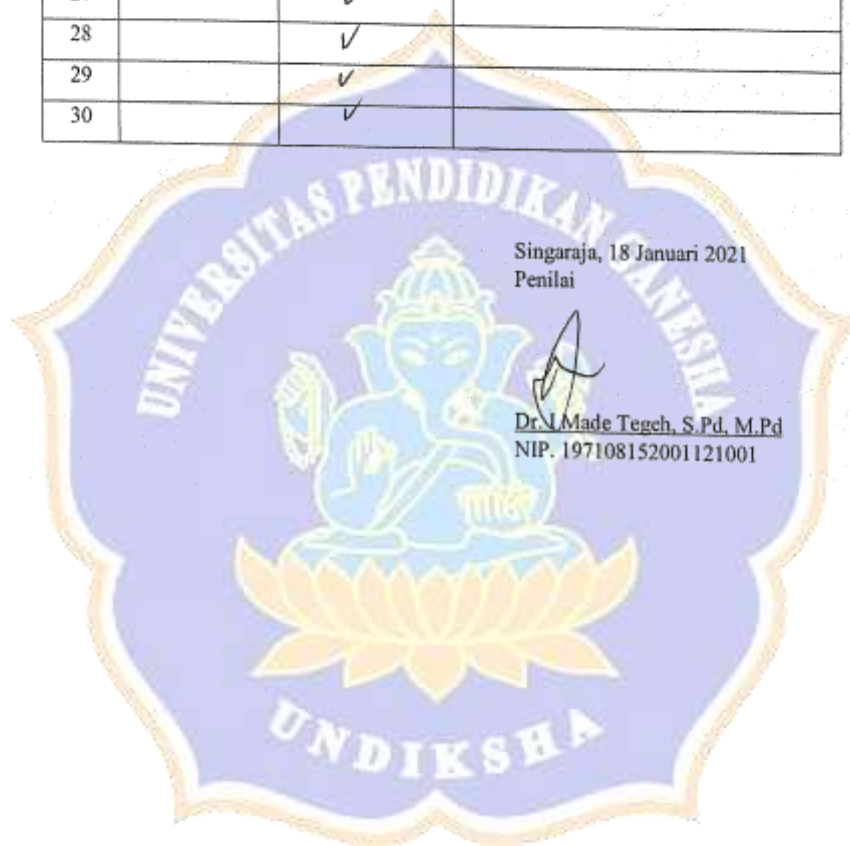 ✓
28 ✓
29 ✓
30 ✓
UNIVERSITAS PENDIDIKAN GANESHA
Singaraja, 18 Januari 2021
Penilai
Dr. I Made Tegeh, S.Pd, M.Pd
NIP. 197108152001121001
UNDIKSHA